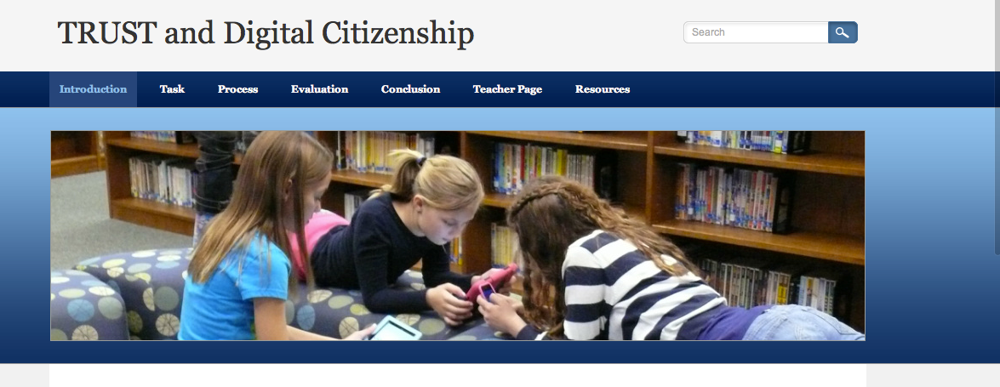 TRUST and Digital Citizenship
Search
Introduction Task Process Evaluation Conclusion Teacher Page Resources